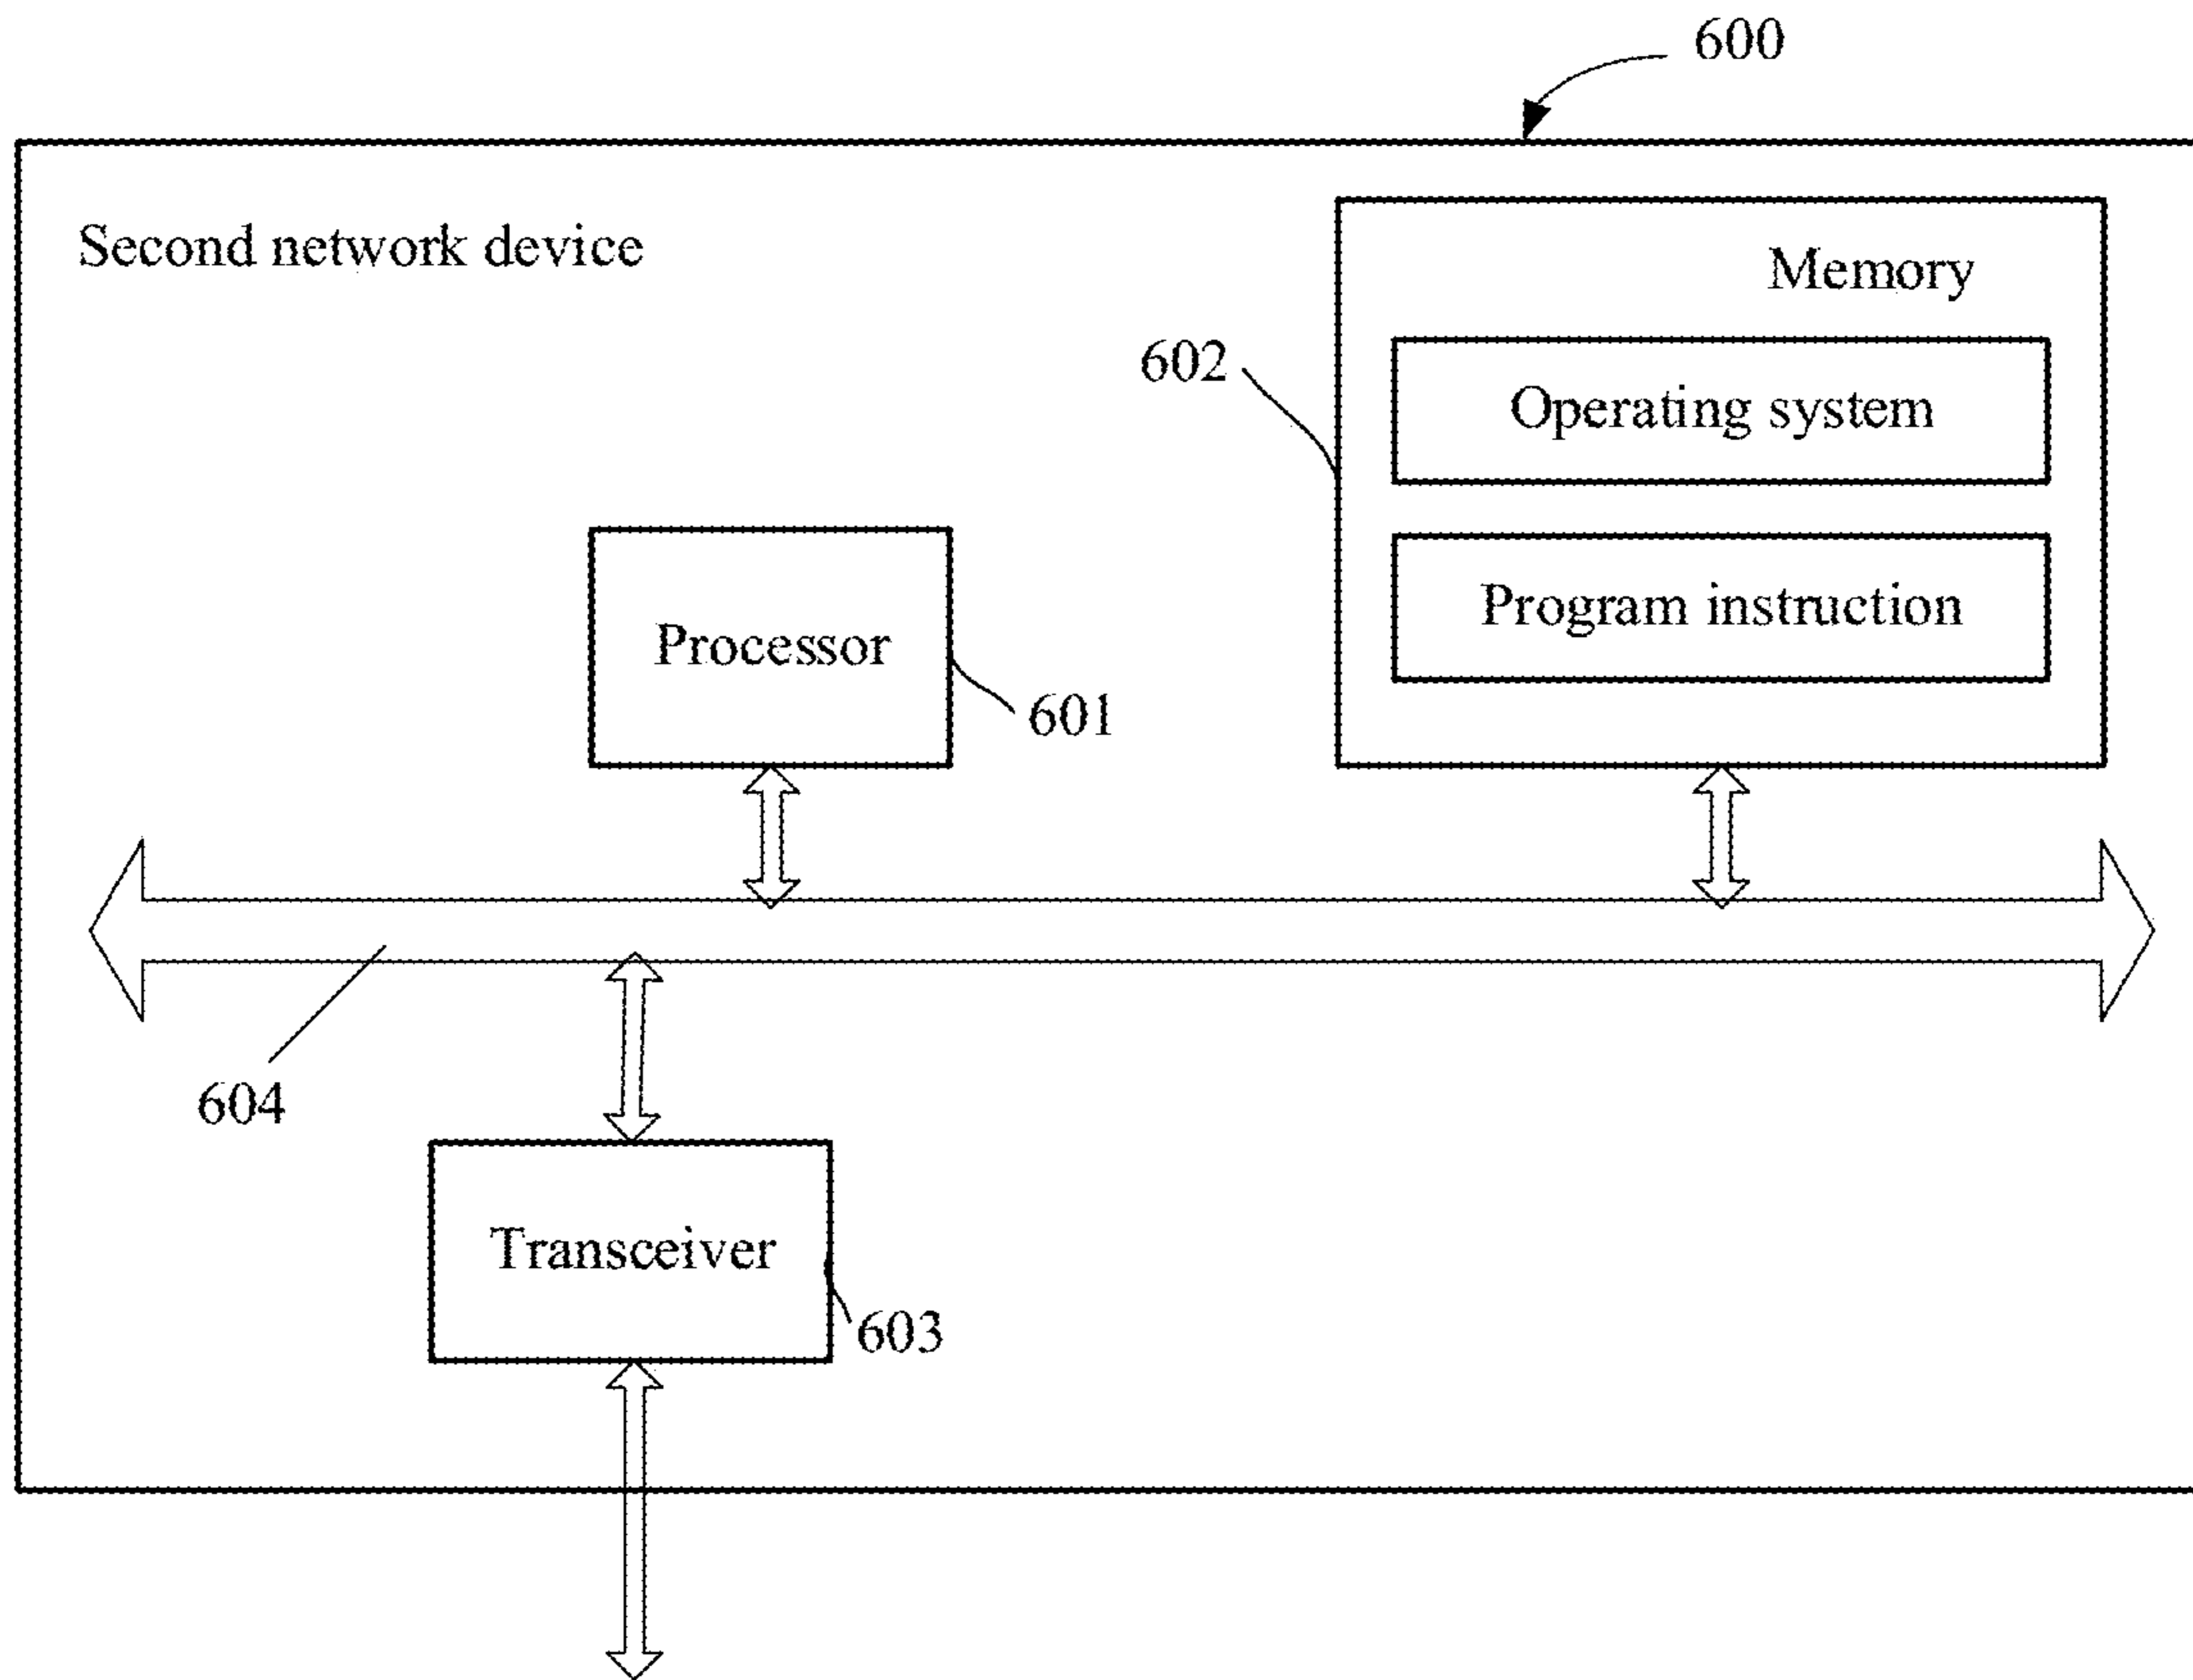 600
Second network device
Memory
602
Operating system
Program instruction
Processor
601
604
Transceiver
603